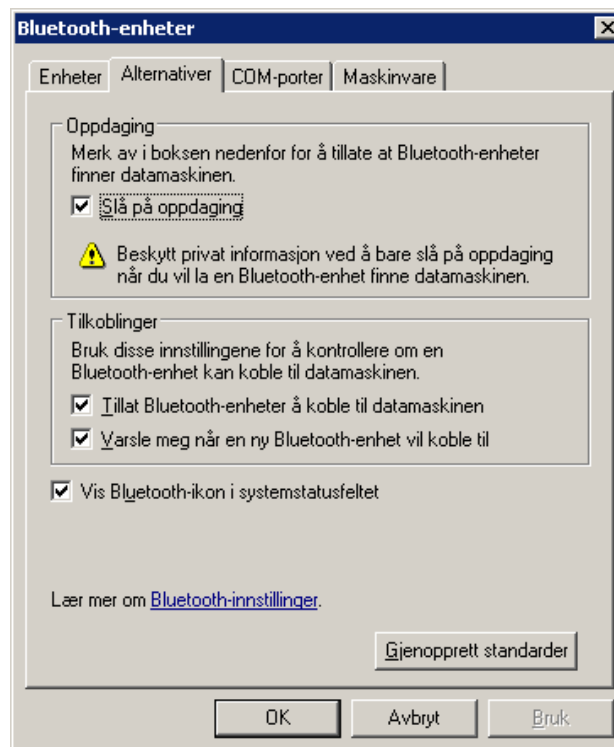 Bluetooth-enheter
Enheter Alternativer COM-porter Maskinvare
Oppdaging
Merk av i boksen nedenfor for å tillate at Bluetooth-enheter
finner datamaskinen.
Slå på oppdaging
Beskytt privat informasjon ved å bare slå på oppdaging
når du vil la en Bluetooth-enhet finne datamaskinen.
Tilkoblinger
Bruk disse innstillingene for å kontrollere om en
Bluetooth-enhet kan koble til datamaskinen.
Tillat Bluetooth-enheter å koble til datamaskinen
Varsle meg når en ny Bluetooth-enhet vil koble til
Vis Bluetooth-ikon i systemstatusfeltet
Lær mer om Bluetooth-innstillinger.
Gjenopprett standarder
OK Avbryt Bruk